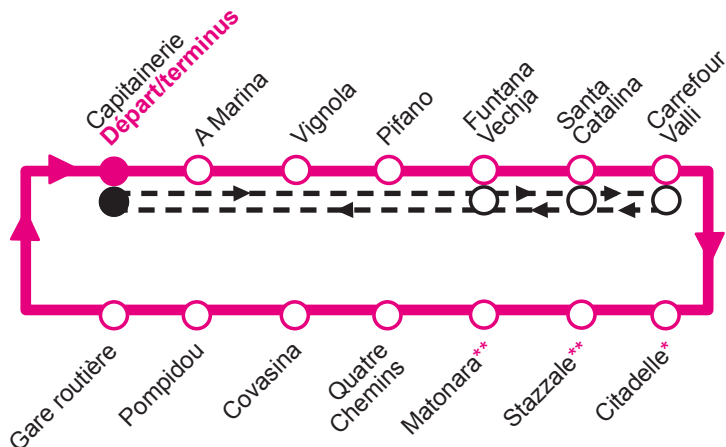 Capitainerie
Départ/terminus
A Marina
Vignola
Pifano
Funtana
Vechja
Santa
Catalina
Carrefour
Valli
Gare routière
Pompidou
Covasina
Quatre
Chemins
Matonara**
Stazzale**
Citadelle*